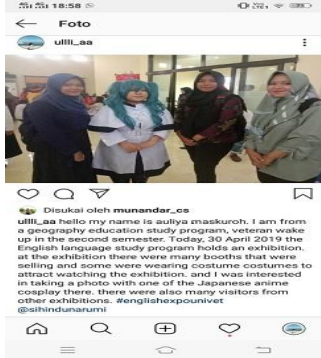 18:58
Foto
ullli_aa
Disukai oleh munandar_cs
ullli_aa hello my name is auliya maskuroh. I am from
a geography education study program, veteran wake
up in the second semester. Today, 30 April 2019 the
English language study program holds an exhibition.
at the exhibition there were many booths that were
selling and some were wearing costume costumes to
attract watching the exhibition. and I was interested
in taking a photo with one of the Japanese anime
cosplay there. there were also many visitors from
other exhibitions. #englishexpounivet
@sihindunarumi